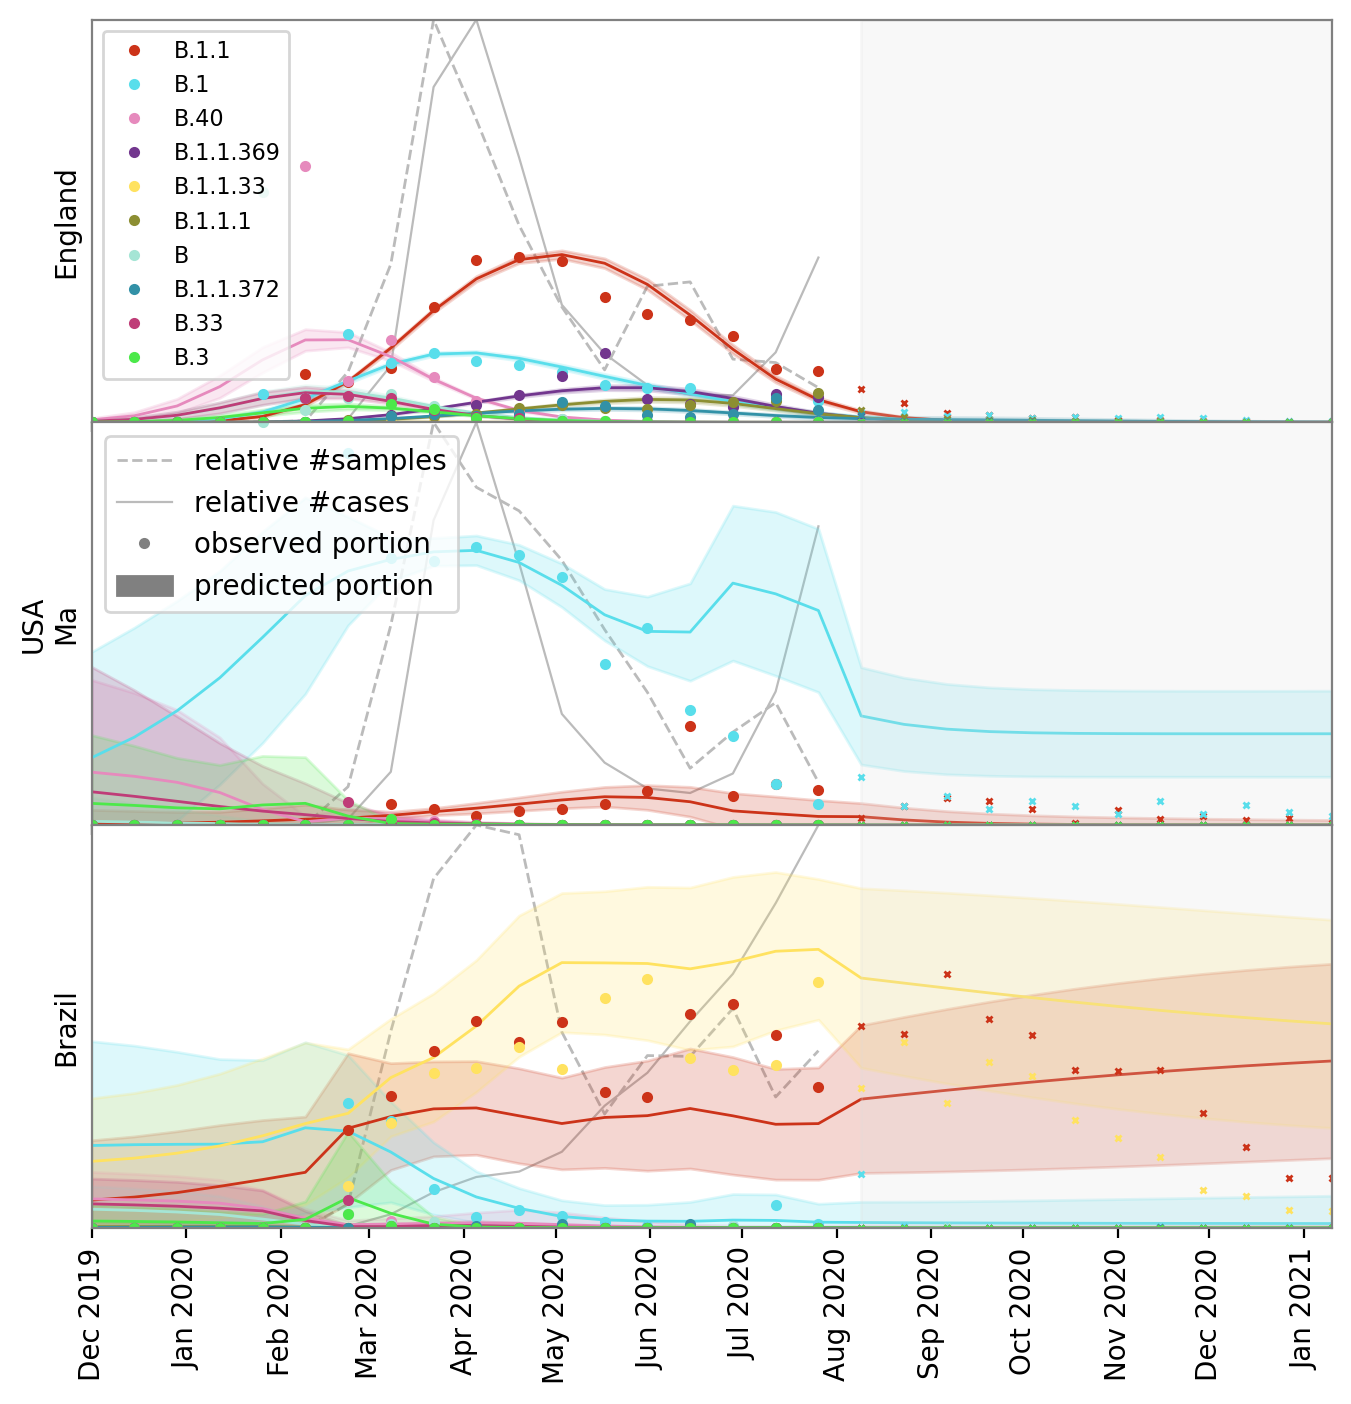 B.1.1
B.1
B.40
B.1.1.369
B.1.1.33
B.1.1.1
B
B.1.1.372
B.33
B.3
England
relative #samples
relative #cases
observed portion
predicted portion
USA
Ma
Brazil
Dec 2019
Jan 2020
Feb 2020
Mar 2020
Apr 2020
May 2020
Jun 2020
Jul 2020
Aug 2020
Sep 2020
Oct 2020
Nov 2020
Dec 2020
Jan 2021